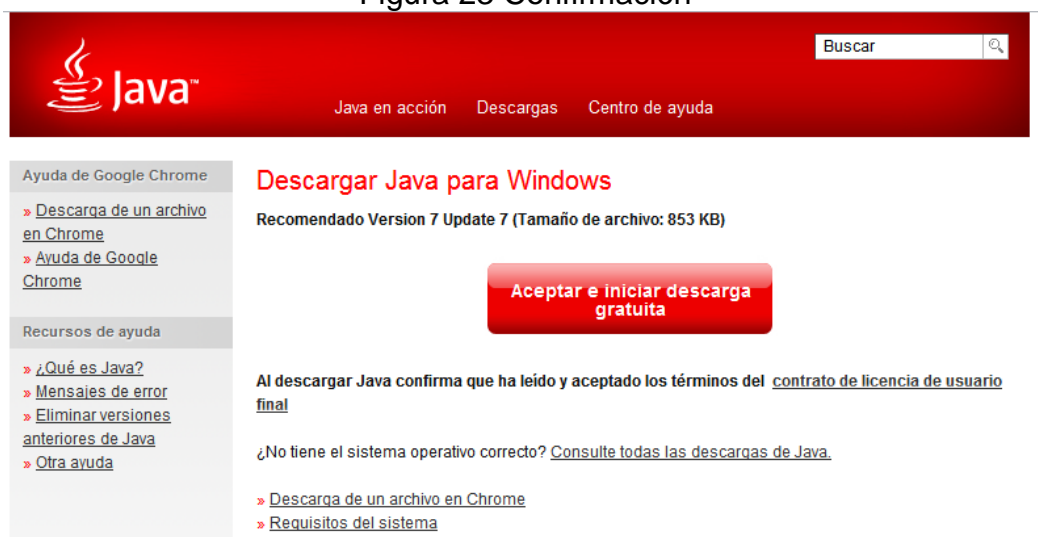 Figura 28 Confirmación
Buscar
Java™
Java en acción Descargas Centro de ayuda
Ayuda de Google Chrome
» Descarga de un archivo
en Chrome
» Ayuda de Google
Chrome
Recursos de ayuda
» ¿Qué es Java?
» Mensajes de error
» Eliminar versiones
anteriores de Java
» Otra ayuda
Descargar Java para Windows
Recomendado Version 7 Update 7 (Tamaño de archivo: 853 KB)
Aceptar e iniciar descarga
gratuita
Al descargar Java confirma que ha leído y aceptado los términos del contrato de licencia de usuario
final
¿No tiene el sistema operativo correcto? Consulte todas las descargas de Java.
» Descarga de un archivo en Chrome
» Requisitos del sistema